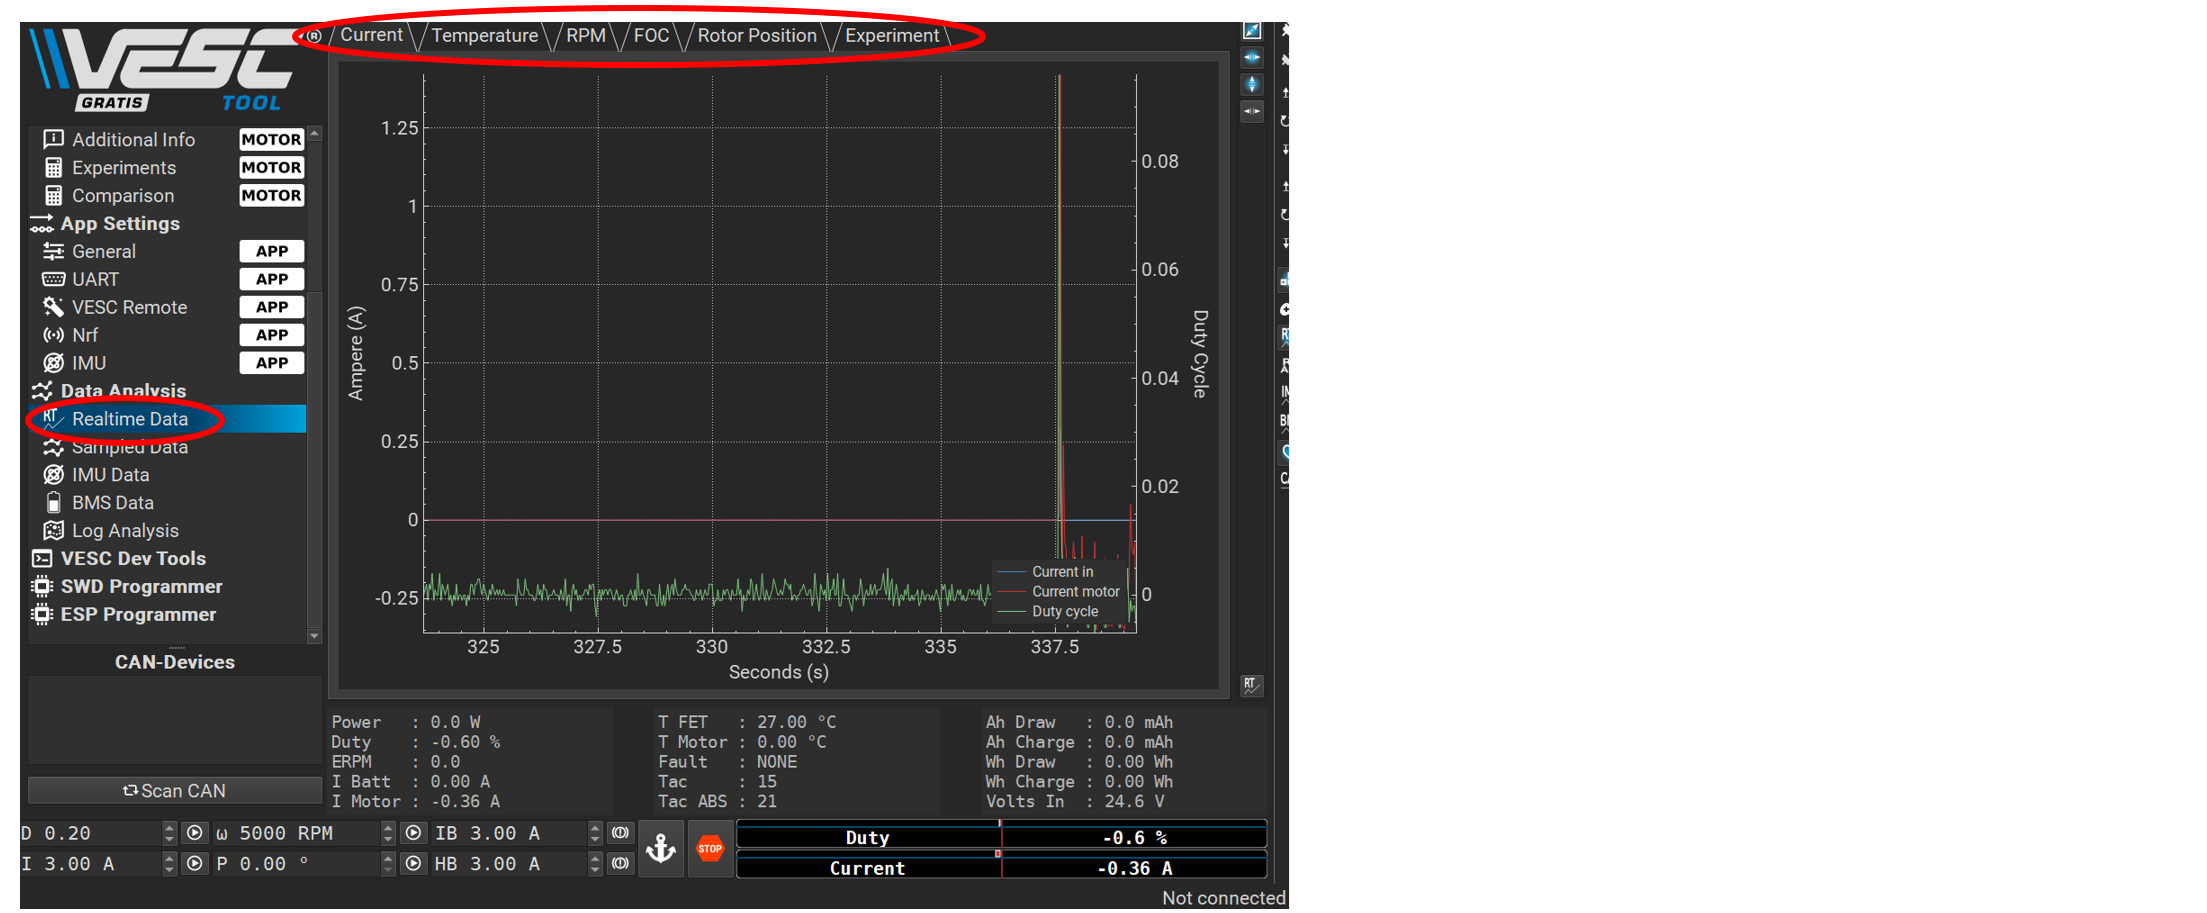 VESC®
GRATIS TOOL
Current Temperature RPM FOC Rotor Position Experiment
Additional Info MOTOR
Experiments MOTOR
Comparison MOTOR
App Settings
General APP
UART APP
VESC Remote APP
Nrf APP
IMU APP
Data Analysis
RT Realtime Data
Sampled Data
IMU Data
BMS Data
Log Analysis
VESC Dev Tools
SWD Programmer
ESP Programmer
CAN-Devices
Scan CAN
Ampere (A)
1.25
1
0.75
0.5
0.25
0
-0.25
325 327.5 330 332.5 335 337.5
Seconds (s)
0.08
0.06
0.04
0.02
0
Duty Cycle
Current in
Current motor
Duty cycle
RT
Power : 0.0 W
Duty : -0.60 %
ERPM : 0.0
I Batt : 0.00 A
I Motor : -0.36 A
T FET : 27.00 °C
T Motor : 0.00 °C
Fault : NONE
Tac : 15
Tac ABS : 21
Ah Draw : 0.0 mAh
Ah Charge : 0.0 mAh
Wh Draw : 0.00 Wh
Wh Charge : 0.00 Wh
Volts In : 24.6 V
D 0.20 ω 5000 RPM IB 3.00 A
I 3.00 A P 0.00 ° HB 3.00 A
STOP
Duty -0.6 %
Current -0.36 A
Not connected